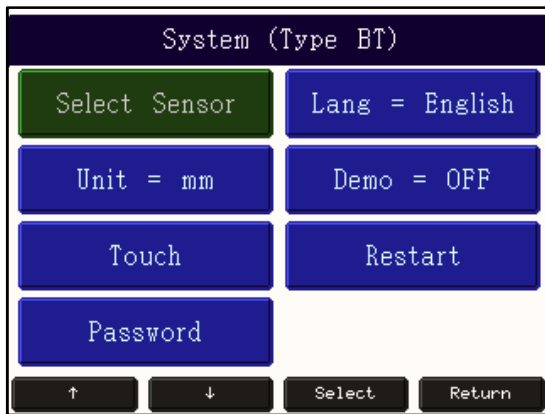 System (Type BT)
Select Sensor
Lang = English
Unit = mm
Demo = OFF
Touch
Restart
Password
↑
↓
Select
Return